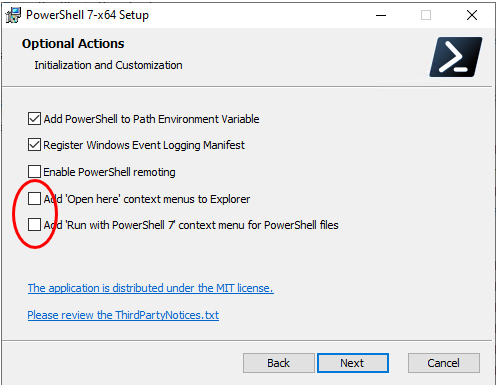 PowerShell 7-x64 Setup
Optional Actions
Initialization and Customization
Add PowerShell to Path Environment Variable
Register Windows Event Logging Manifest
Enable PowerShell remoting
Add 'Open here' context menus to Explorer
Add 'Run with PowerShell 7' context menu for PowerShell files
The application is distributed under the MIT license.
Please review the ThirdPartyNotices.txt
Back Next Cancel